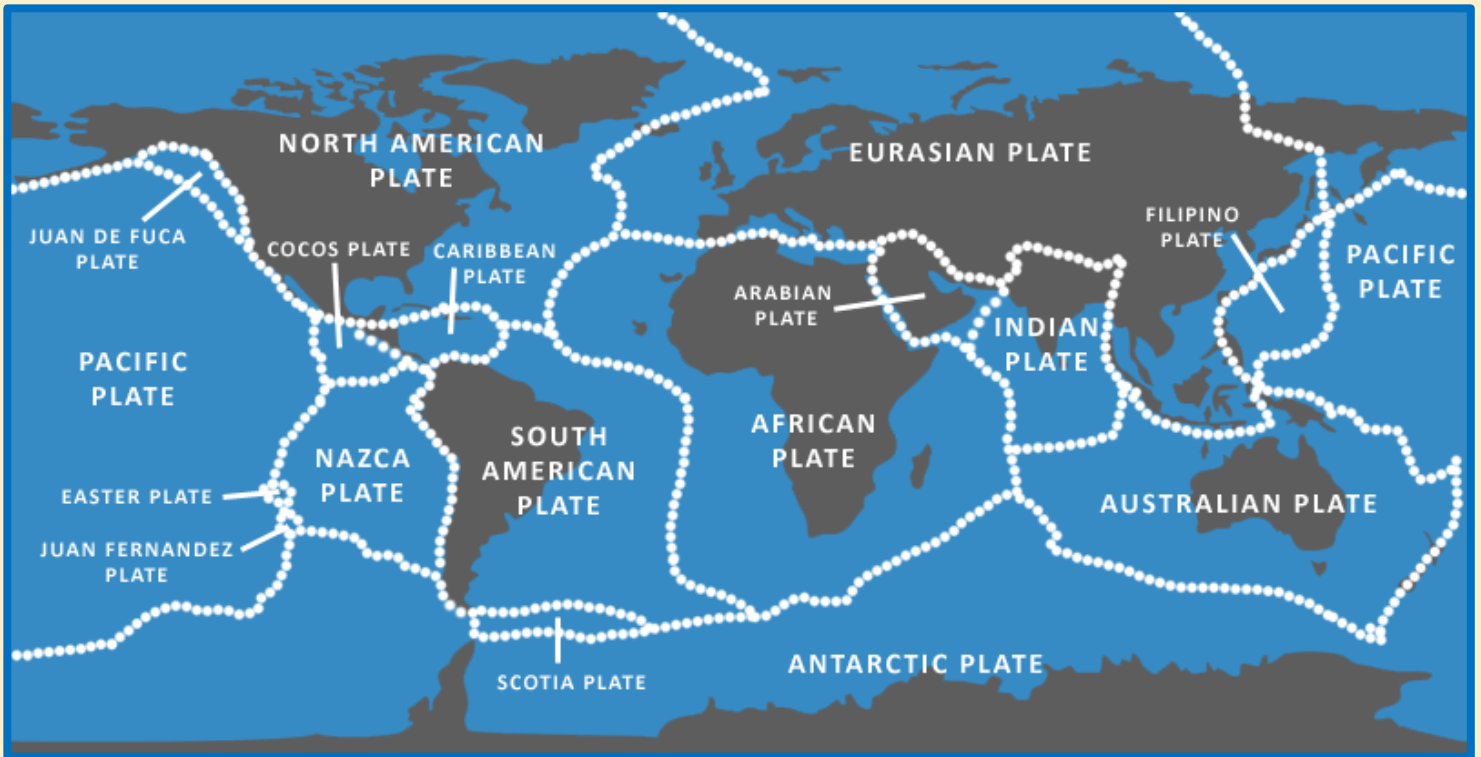 NORTH AMERICAN
PLATE
EURASIAN PLATE
JUAN DE FUCA
PLATE
COCOS PLATE
CARIBBEAN
PLATE
FILIPINO
PLATE
PACIFIC
PLATE
ARABIAN
PLATE
INDIAN
PLATE
PACIFIC
PLATE
AFRICAN
PLATE
SOUTH
AMERICAN
PLATE
NAZCA
PLATE
EASTER PLATE
AUSTRALIAN PLATE
JUAN FERNANDEZ
PLATE
ANTARCTIC PLATE
SCOTIA PLATE